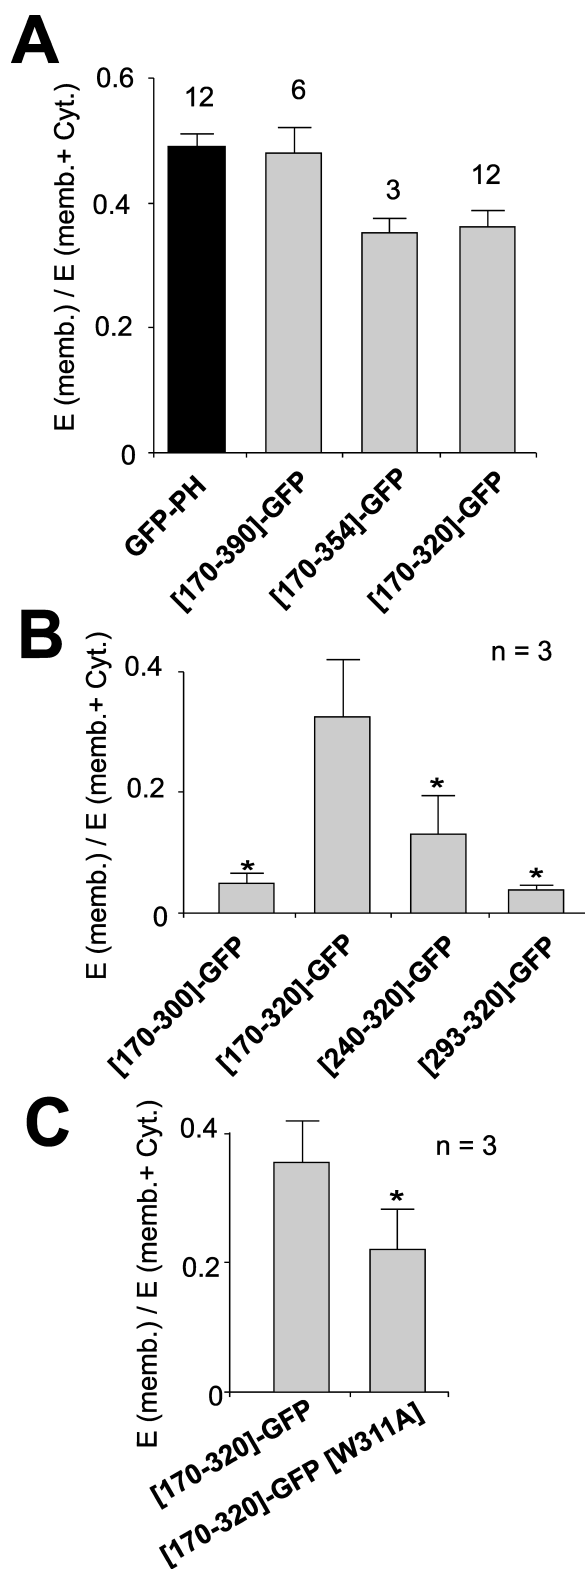 A
E (memb.) / E (memb.+ Cyt.)
0.6
0.4
0.2
0
12
6
3
12
GFP-PH
[170-390]-GFP
[170-354]-GFP
[170-320]-GFP
B
E (memb.) / E (memb.+ Cyt.)
n = 3
0.4
0.2
0
*
*
*
[170-300]-GFP
[170-320]-GFP
[240-320]-GFP
[293-320]-GFP
C
E (memb.) / E (memb.+ Cyt.)
n = 3
0.4
0.2
0
*
[170-320]-GFP
[170-320]-GFP [W311A]